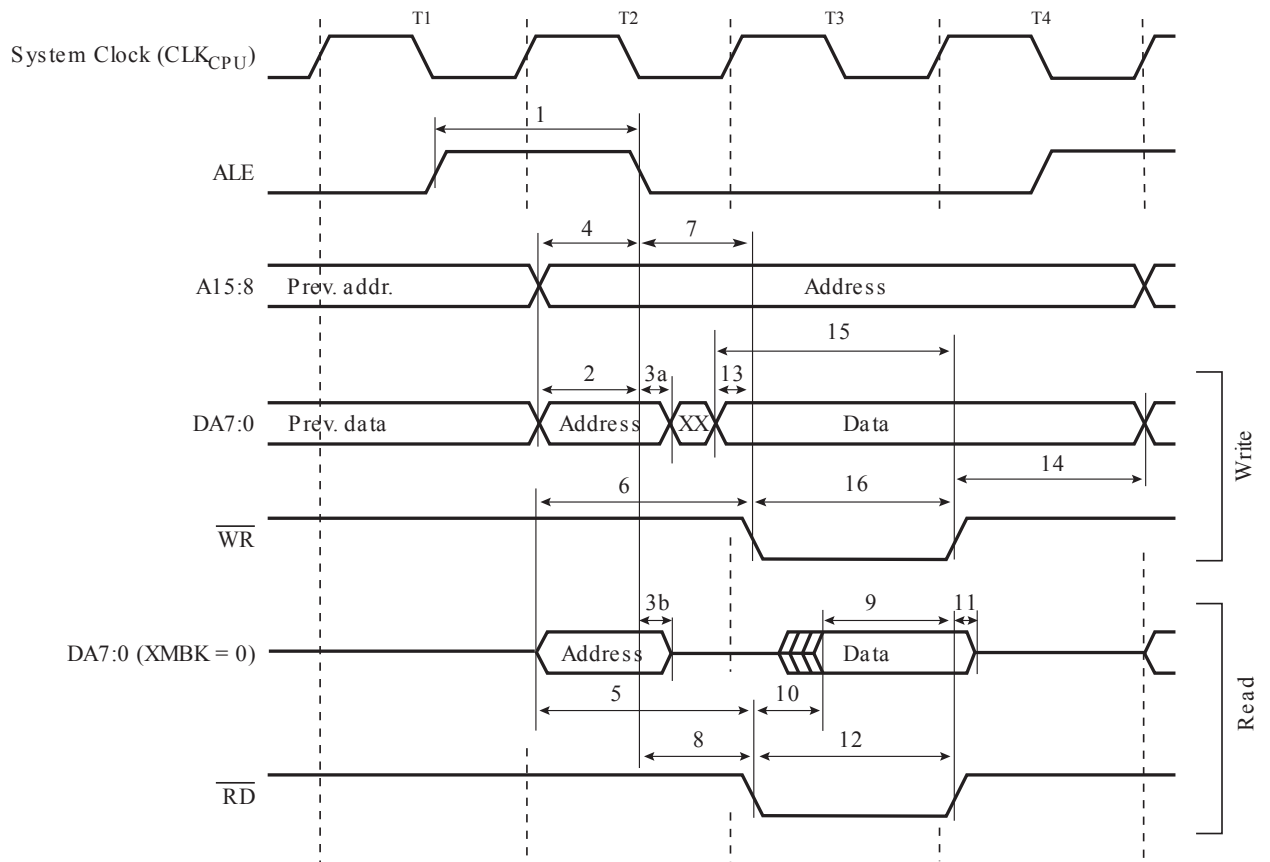 T1 T2 T3 T4
System Clock (CLKCPU)
1
ALE
4 7
A15:8 Prev. addr. Address
15
2 3a 13
DA7:0 Prev. data Address XX Data
14
6 16
WR
Write
3b 9 11
DA7:0 (XMBK = 0) Address Data
5 10
8 12
RD
Read